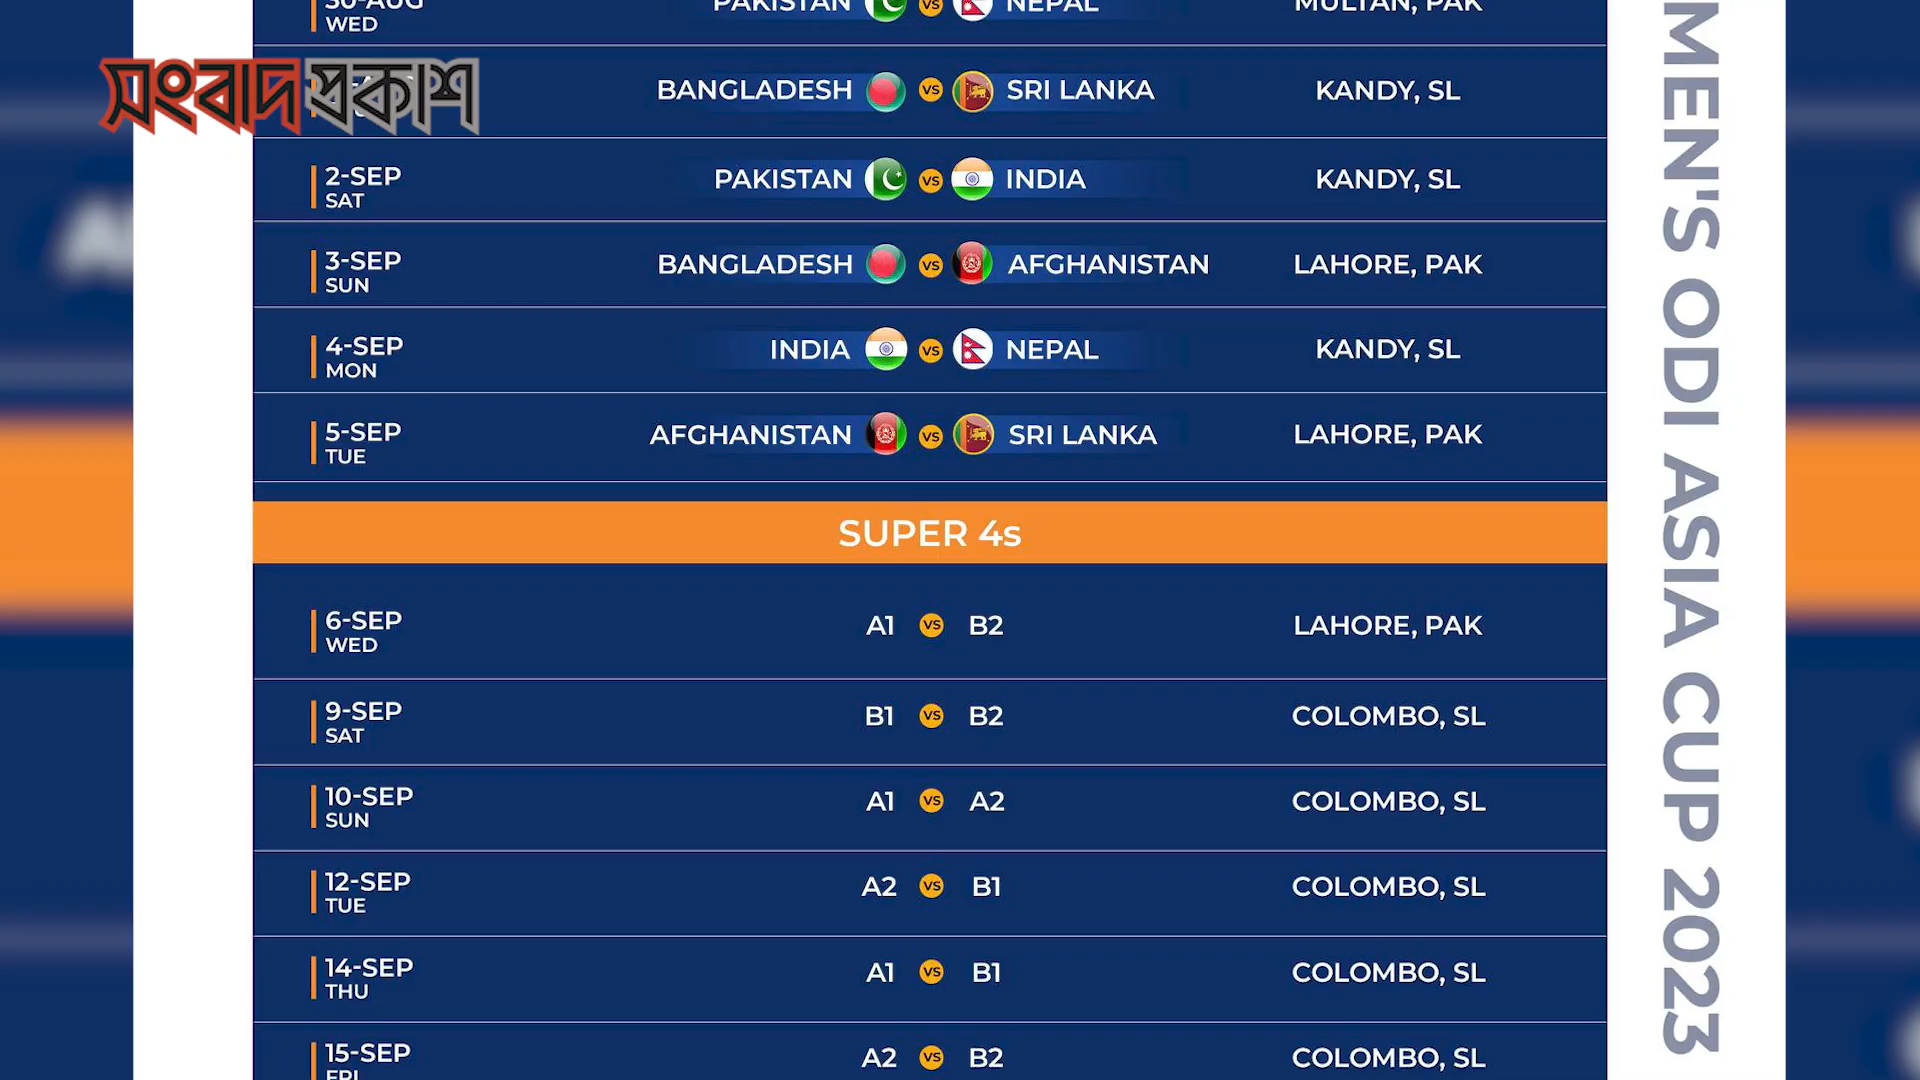 30-AUG PAKISTAN VS NEPAL MULTAN, PAK
WED
সংবাদ প্রকাশ
BANGLADESH VS SRI LANKA KANDY, SL
2-SEP PAKISTAN VS INDIA KANDY, SL
SAT
3-SEP BANGLADESH VS AFGHANISTAN LAHORE, PAK
SUN
4-SEP INDIA VS NEPAL KANDY, SL
MON
5-SEP AFGHANISTAN VS SRI LANKA LAHORE, PAK
TUE
SUPER 4s
6-SEP A1 VS B2 LAHORE, PAK
WED
9-SEP B1 VS B2 COLOMBO, SL
SAT
10-SEP A1 VS A2 COLOMBO, SL
SUN
12-SEP A2 VS B1 COLOMBO, SL
TUE
14-SEP A1 VS B1 COLOMBO, SL
THU
15-SEP A2 VS B2 COLOMBO, SL
FRI
MEN'S ODI ASIA CUP 2023